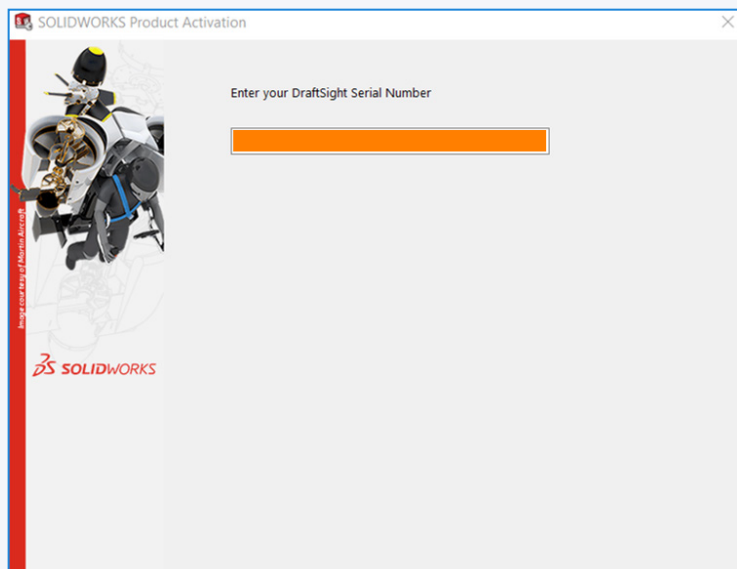 SOLIDWORKS Product Activation
Enter your DraftSight Serial Number
Image courtesy of Martin Aircraft
SOLIDWORKS